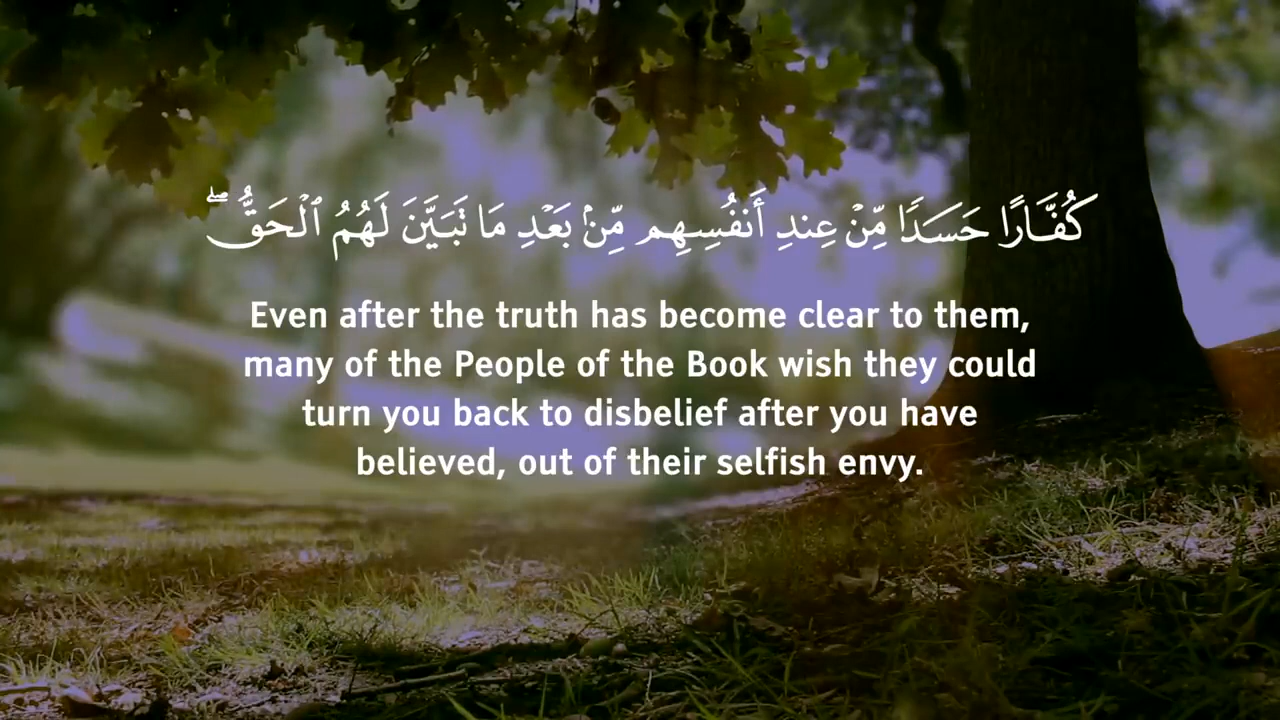 كُفَّارًا حَسَدًا مِّنْ عِندِ أَنفُسِهِم مِّنۢ بَعْدِ مَا تَبَيَّنَ لَهُمُ ٱلْحَقُّ ۖ
Even after the truth has become clear to them,
many of the People of the Book wish they could
turn you back to disbelief after you have
believed, out of their selfish envy.